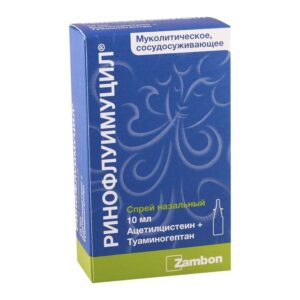 Муколитическое,
сосудосуживающее
РИНОФЛУИМУЦИЛ®
Спрей назальный
10 мл
Ацетилцистеин +
Туаминогептан
Zambon